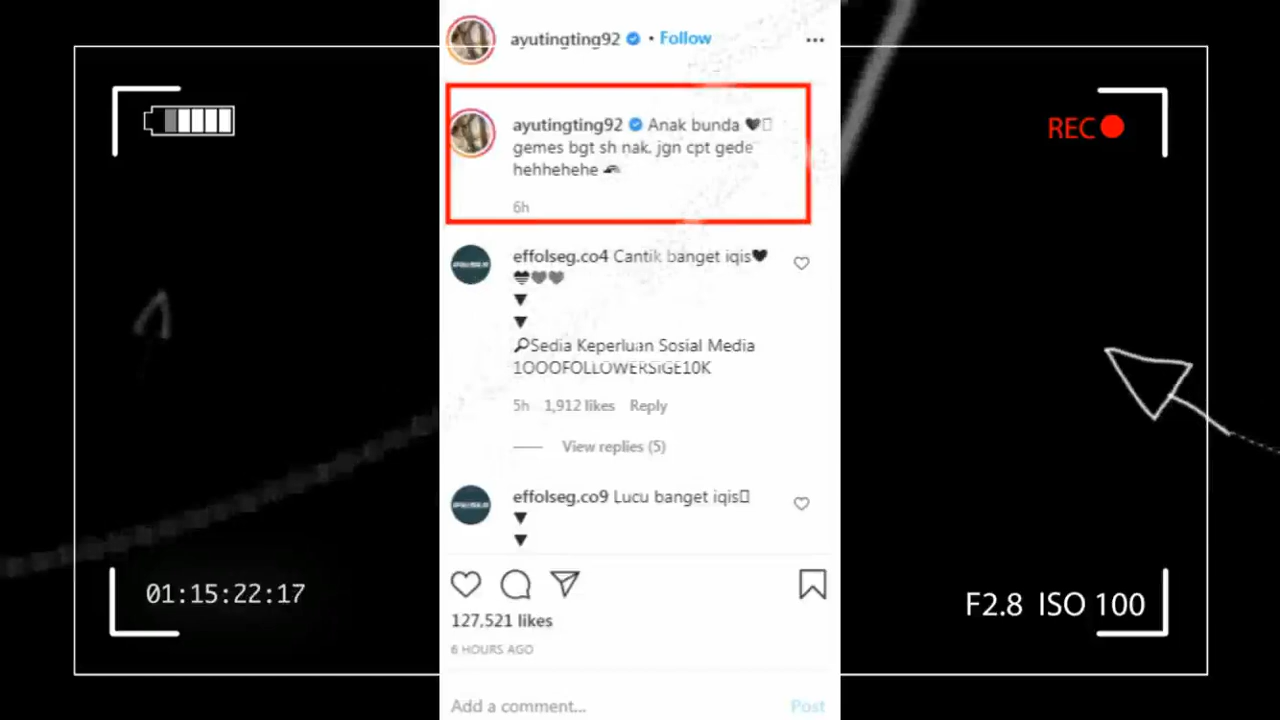 ayutingting92 • Follow
REC
ayutingting92 Anak bunda
gemes bgt sh nak. jgn cpt gede
hehhehehe
6h
effolseg.co4 Cantik banget iqis
Sedia Keperluan Sosial Media
1OOOFOLLOWERSiGE10K
5h 1,912 likes Reply
View replies (5)
effolseg.co9 Lucu banget iqis
01:15:22:17
F2.8 ISO 100
127,521 likes
6 HOURS AGO
Add a comment... Post